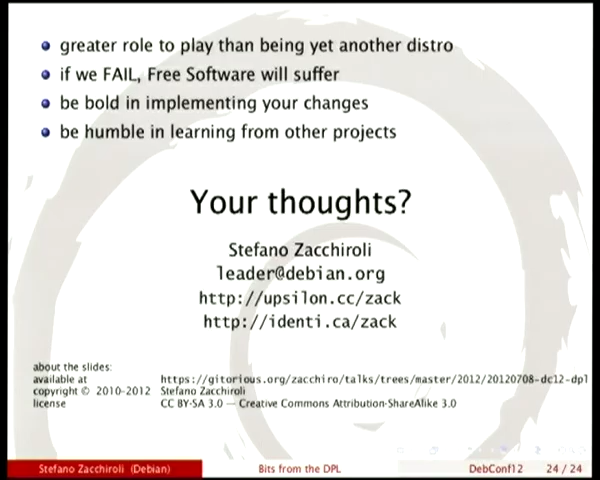 greater role to play than being yet another distro
if we FAIL, Free Software will suffer
be bold in implementing your changes
be humble in learning from other projects
Your thoughts?
Stefano Zacchiroli
leader@debian.org
http://upsilon.cc/zack
http://identi.ca/zack
about the slides:
available at https://gitorious.org/zacchiro/talks/trees/master/2012/20120708-dc12-dpl
copyright © 2010-2012 Stefano Zacchiroli
license CC BY-SA 3.0 — Creative Commons Attribution-ShareAlike 3.0
Stefano Zacchiroli (Debian) Bits from the DPL DebConf12 24 / 24